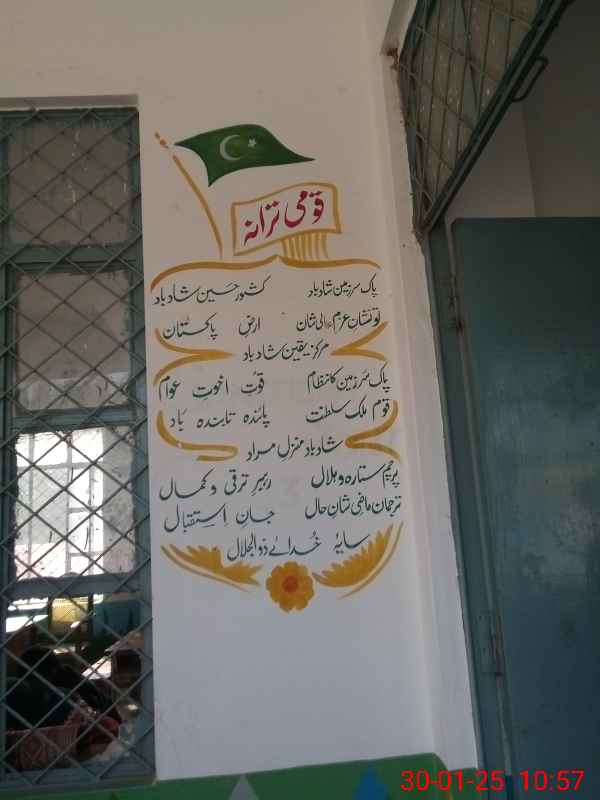 قومی ترانہ
پاک سرزمین شاد باد کشور حسین شاد باد
تو نشان عزم عالی شان ارض پاکستان
مرکز یقین شاد باد
پاک سرزمین کا نظام قوت اخوت عوام
قوم ملک سلطنت پائندہ تابندہ باد
شاد باد منزل مراد
پرچم ستارہ و ہلال رہبر ترقی و کمال
ترجمان ماضی شان حال جان استقبال
سایۂ خدائے ذوالجلال
30-01-25 10:57